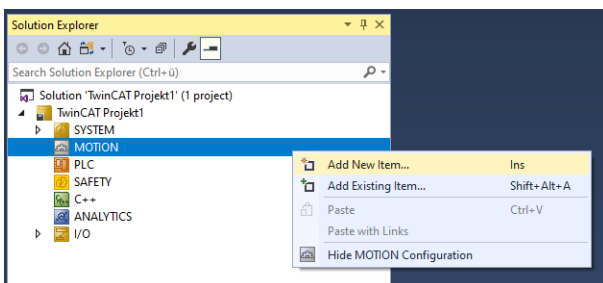 Solution Explorer
Search Solution Explorer (Ctrl+ü)
Solution 'TwinCAT Projekt1' (1 project)
TwinCAT Projekt1
SYSTEM
MOTION
PLC
SAFETY
C++
ANALYTICS
I/O
Add New Item... Ins
Add Existing Item... Shift+Alt+A
Paste Ctrl+V
Paste with Links
Hide MOTION Configuration